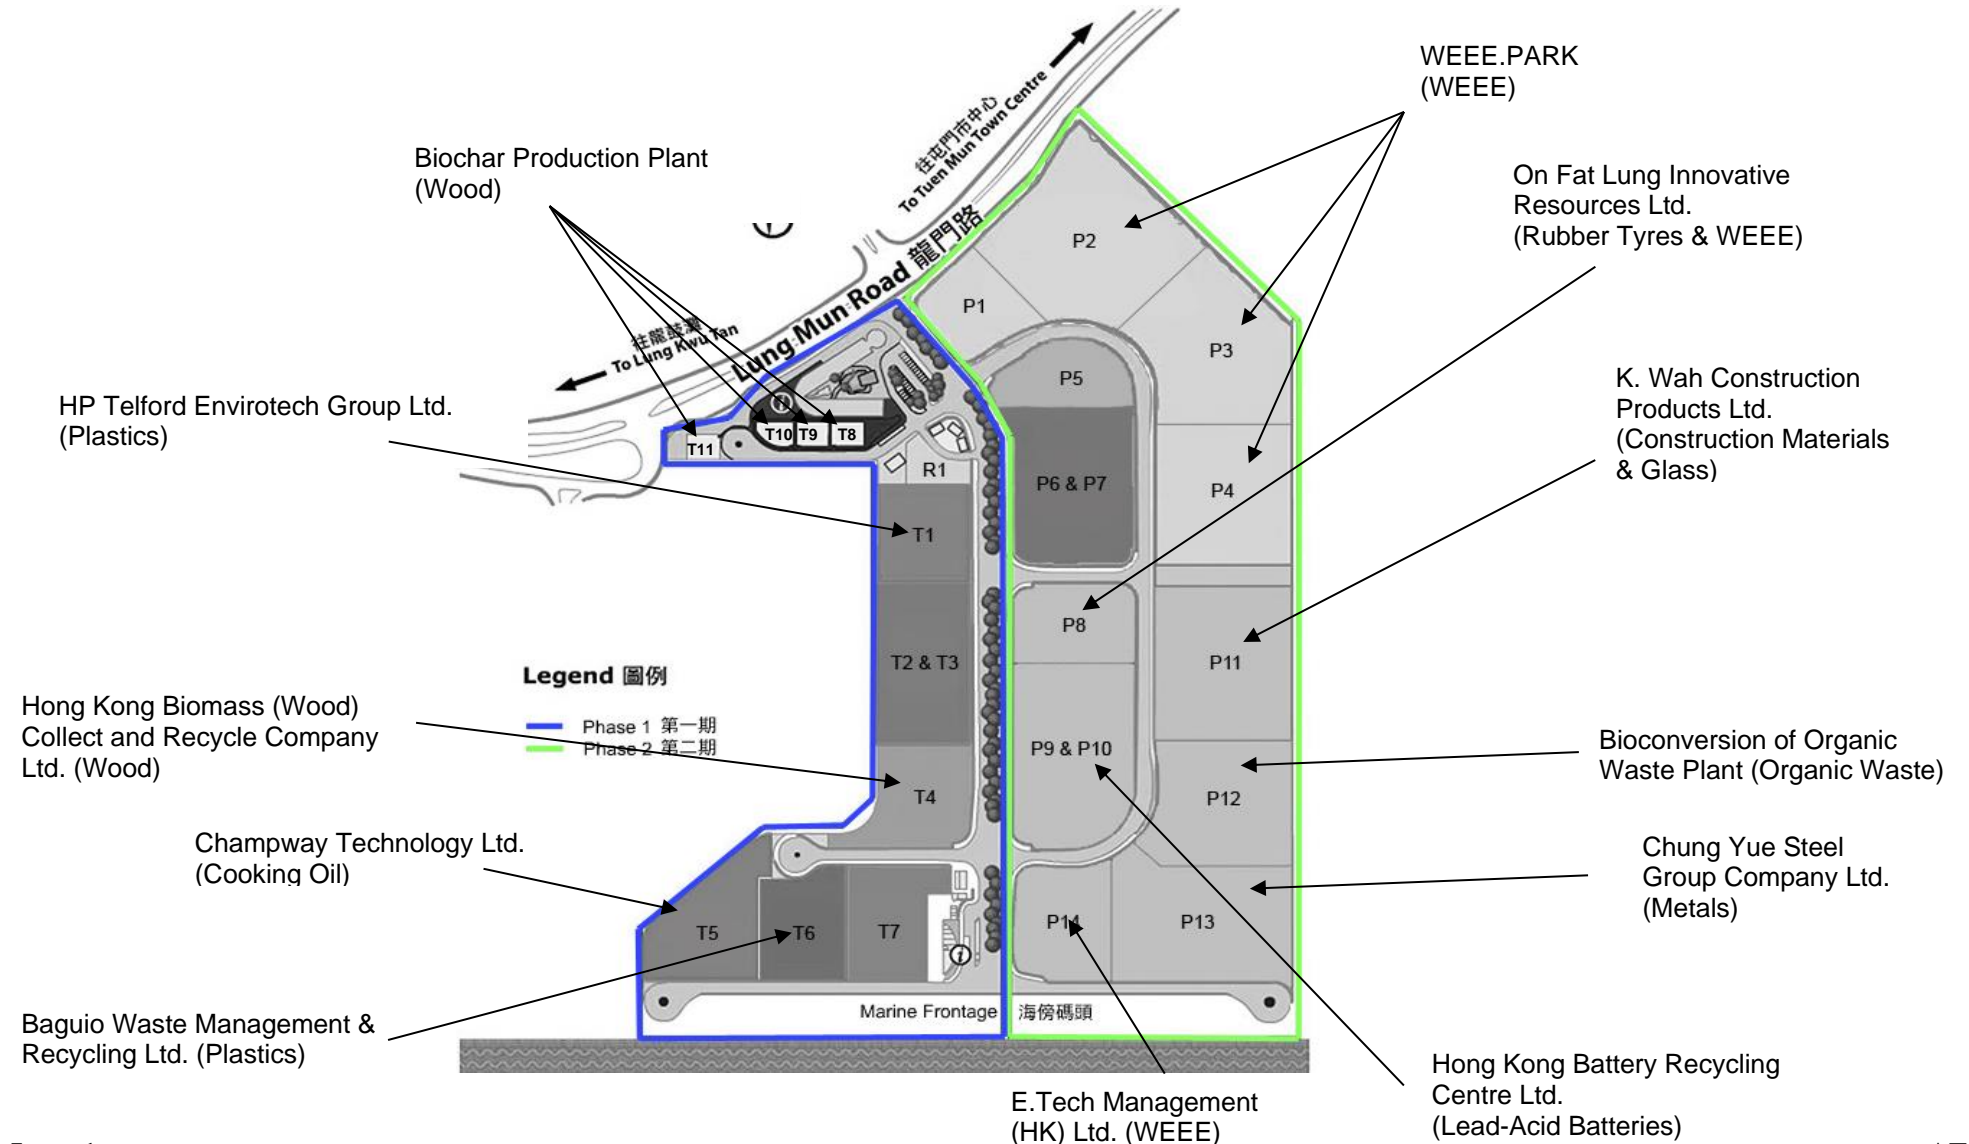 WEEE.PARK
(WEEE)
往屯門市中心
To Tuen Mun Town Centre
Biochar Production Plant
(Wood)
On Fat Lung Innovative
Resources Ltd.
(Rubber Tyres & WEEE)
Lung Mun Road 龍門路
往龍鼓灘
To Lung Kwu Tan
P2
P1
P3
P5
HP Telford Envirotech Group Ltd.
(Plastics)
K. Wah Construction
Products Ltd.
(Construction Materials
& Glass)
T11
T10
T9
T8
R1
P6 & P7
P4
T1
P8
T2 & T3
P11
Legend 圖例
Phase 1 第一期
Phase 2 第二期
Hong Kong Biomass (Wood)
Collect and Recycle Company
Ltd. (Wood)
P9 & P10
Bioconversion of Organic
Waste Plant (Organic Waste)
T4
P12
Champway Technology Ltd.
(Cooking Oil)
Chung Yue Steel
Group Company Ltd.
(Metals)
T5
T6
T7
P14
P13
Marine Frontage 海傍碼頭
Baguio Waste Management &
Recycling Ltd. (Plastics)
E.Tech Management
(HK) Ltd. (WEEE)
Hong Kong Battery Recycling
Centre Ltd.
(Lead-Acid Batteries)